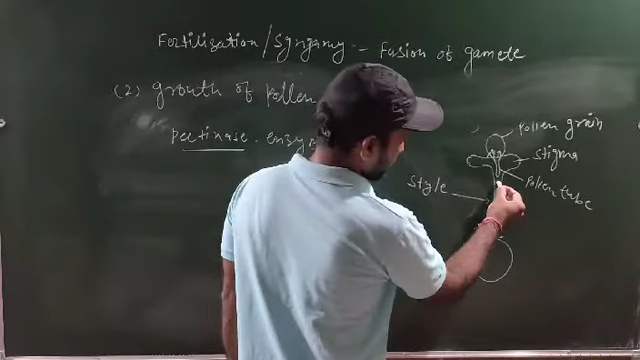 Fertilization/Syngamy - Fusion of gamete
(2) Growth of Pollen
Pectinase enzy
Pollen grain
Stigma
Pollen tube
Style